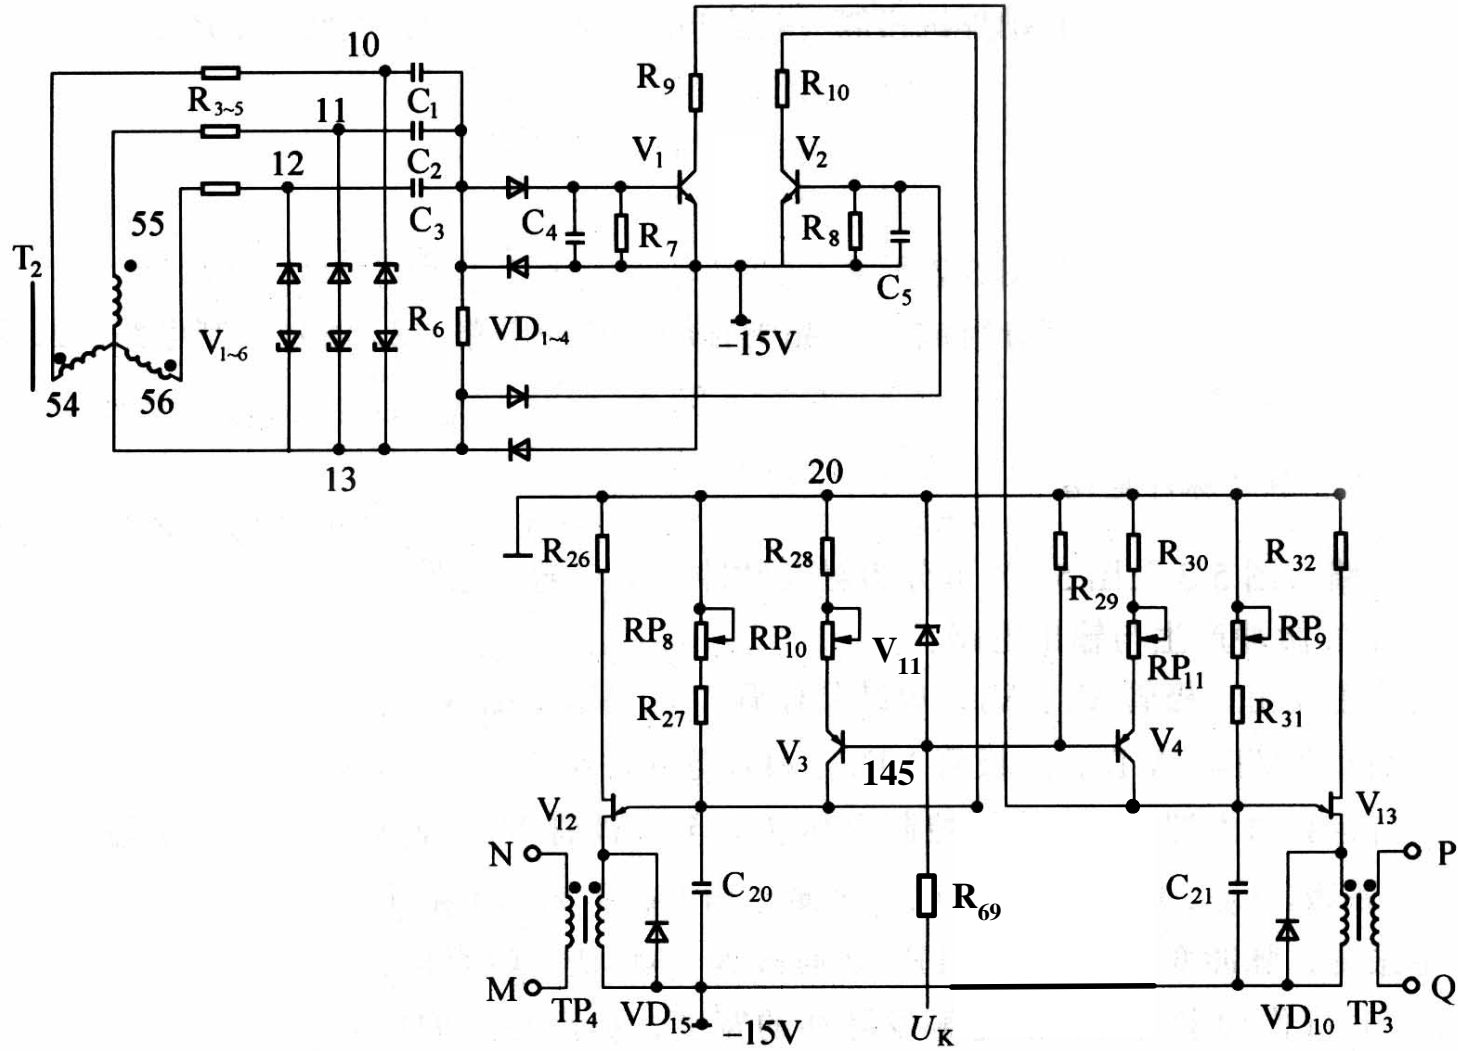 10
R3~5
C1
11
C2
12
C3
55
T2
V1~6
54
56
13
R6
VD1~4
C4
R7
V1
R9
R10
V2
R8
C5
−15V
20
R26
RP8
R27
R28
RP10
V11
V3
145
R29
R30
RP11
V4
R32
RP9
R31
V12
V13
N
M
TP4
VD15
C20
−15V
R69
UK
C21
VD10
TP3
P
Q